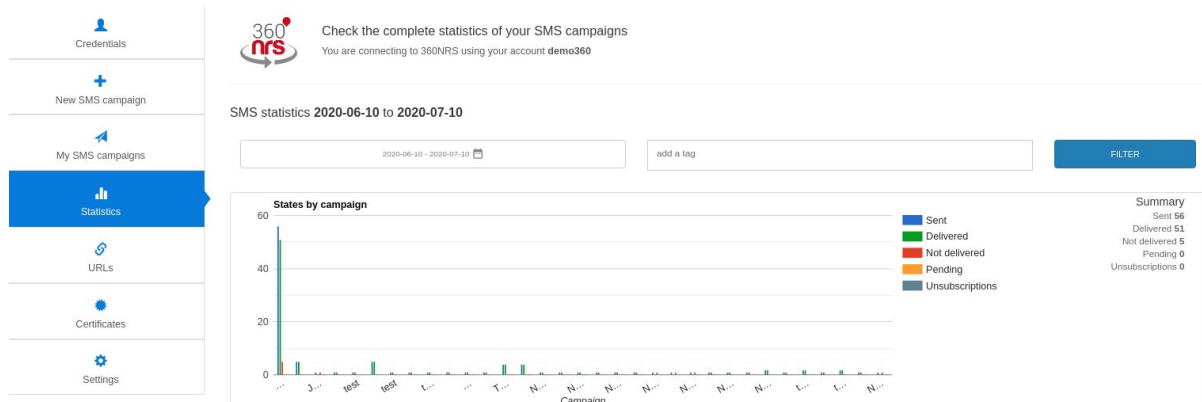 Credentials
New SMS campaign
My SMS campaigns
Statistics
URLs
Certificates
Settings
360
nrs
Check the complete statistics of your SMS campaigns
You are connecting to 360NRS using your account demo360
SMS statistics 2020-06-10 to 2020-07-10
2020-06-10 - 2020-07-10
add a tag
FILTER
States by campaign
60
40
20
0
... J... test test t... ... T... N... N... N... N... N... N... N... t... t... N...
Campaign
Sent
Delivered
Not delivered
Pending
Unsubscriptions
Summary
Sent 56
Delivered 51
Not delivered 5
Pending 0
Unsubscriptions 0